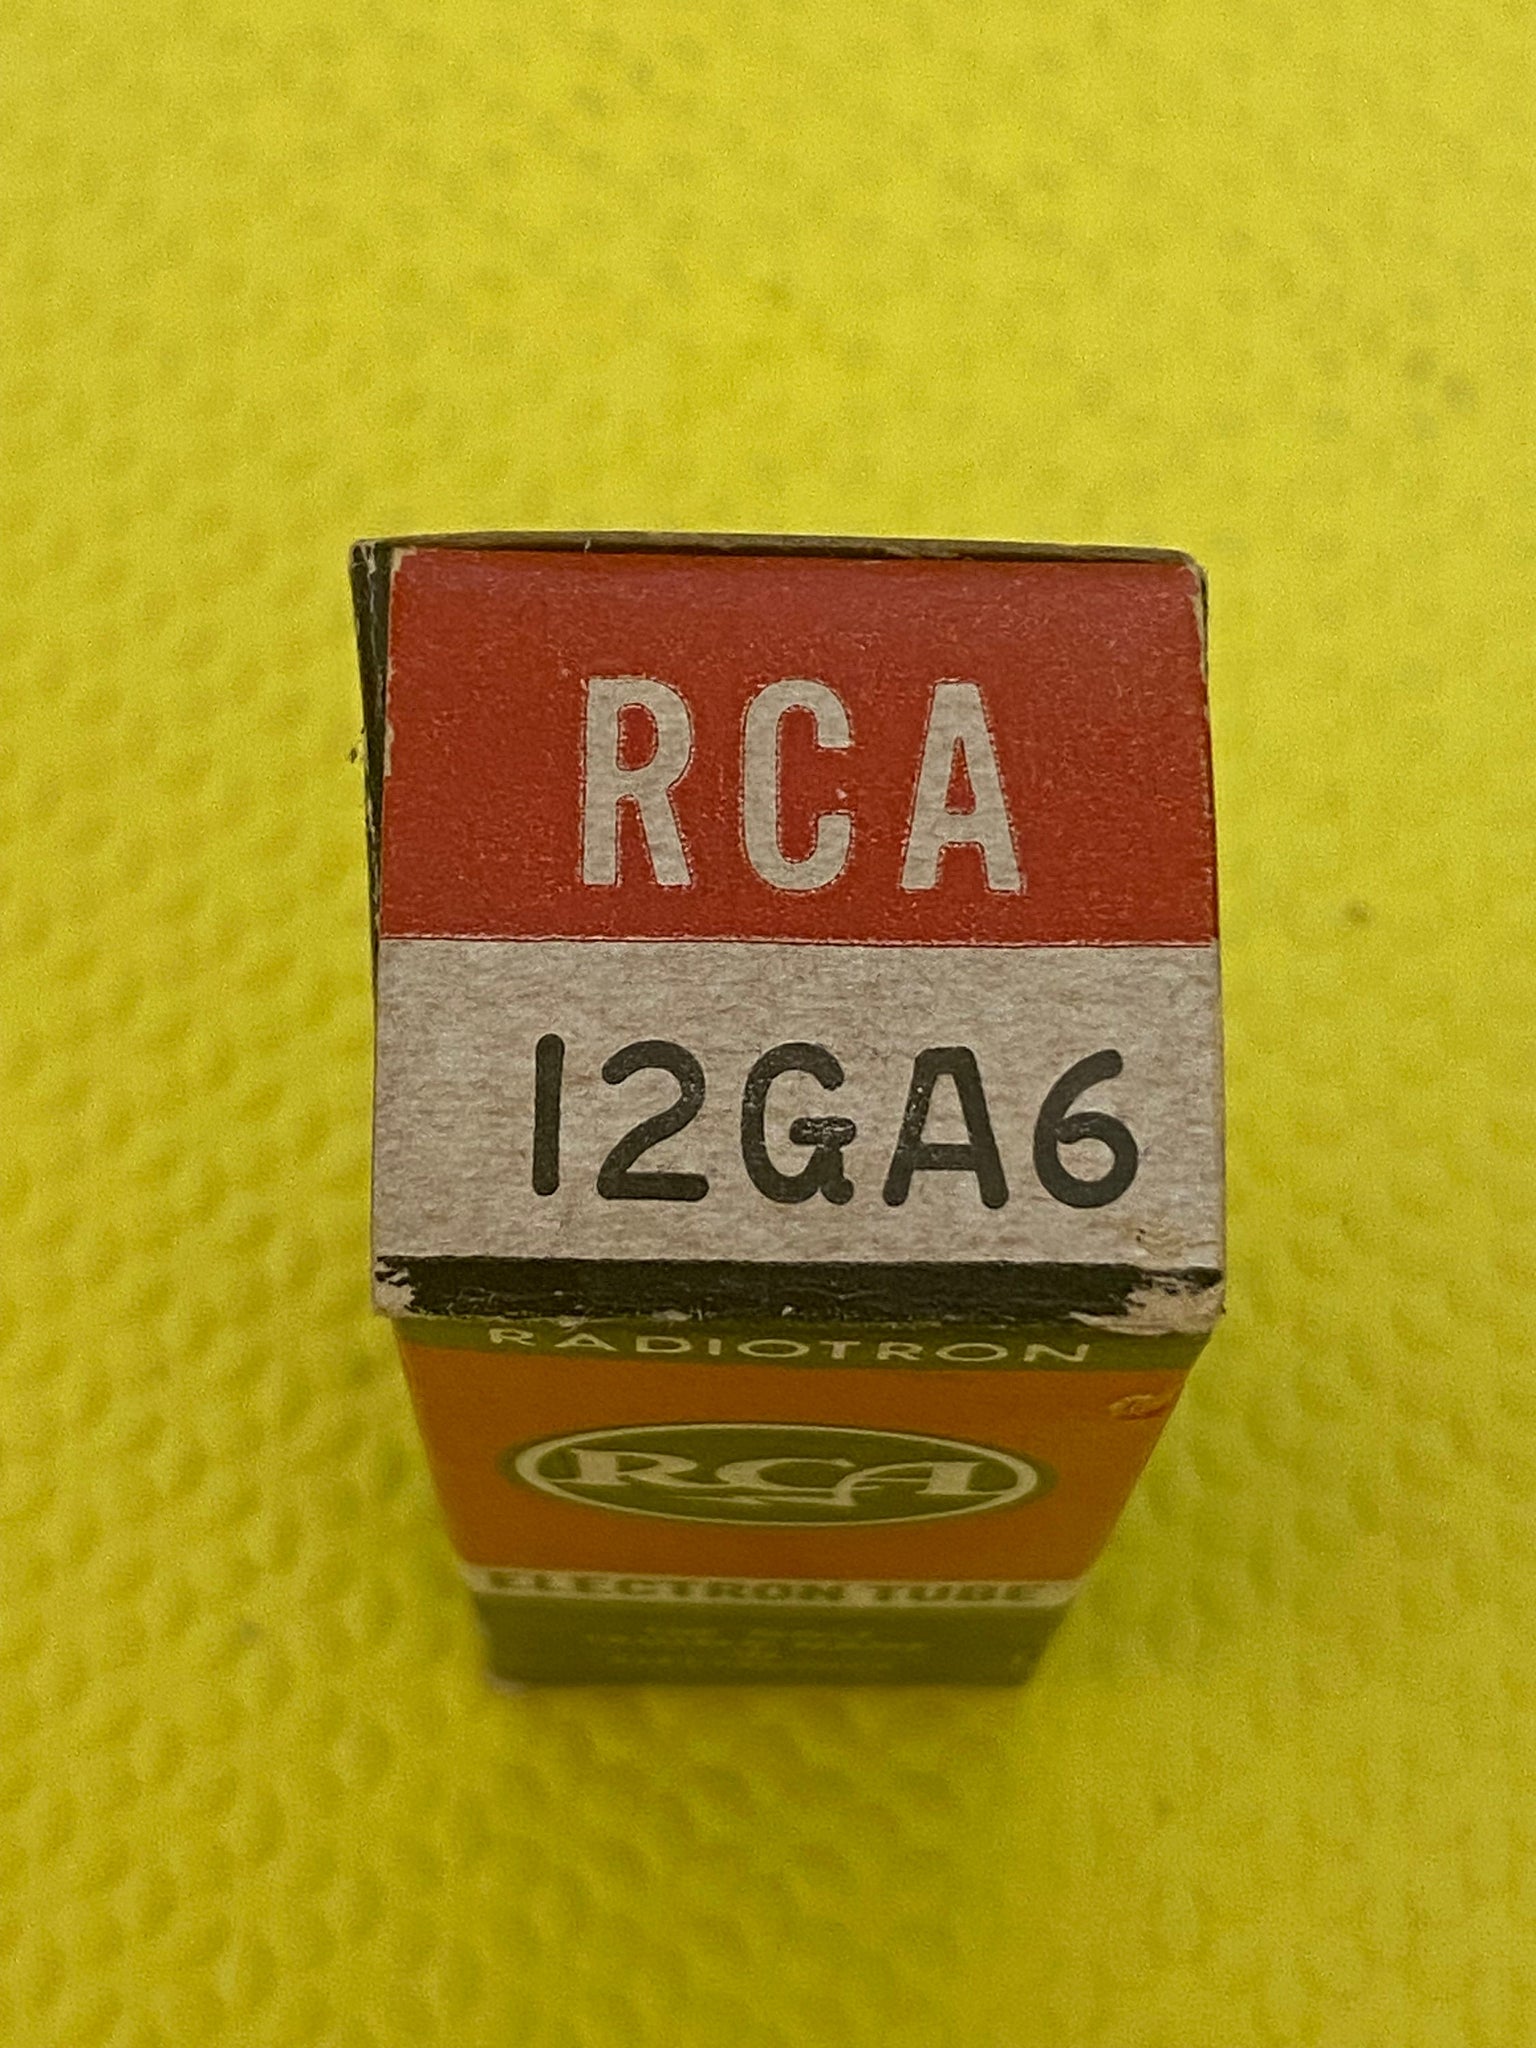 RCA
12GA6
RADIOTRON
RCA
ELECTRON TUBE